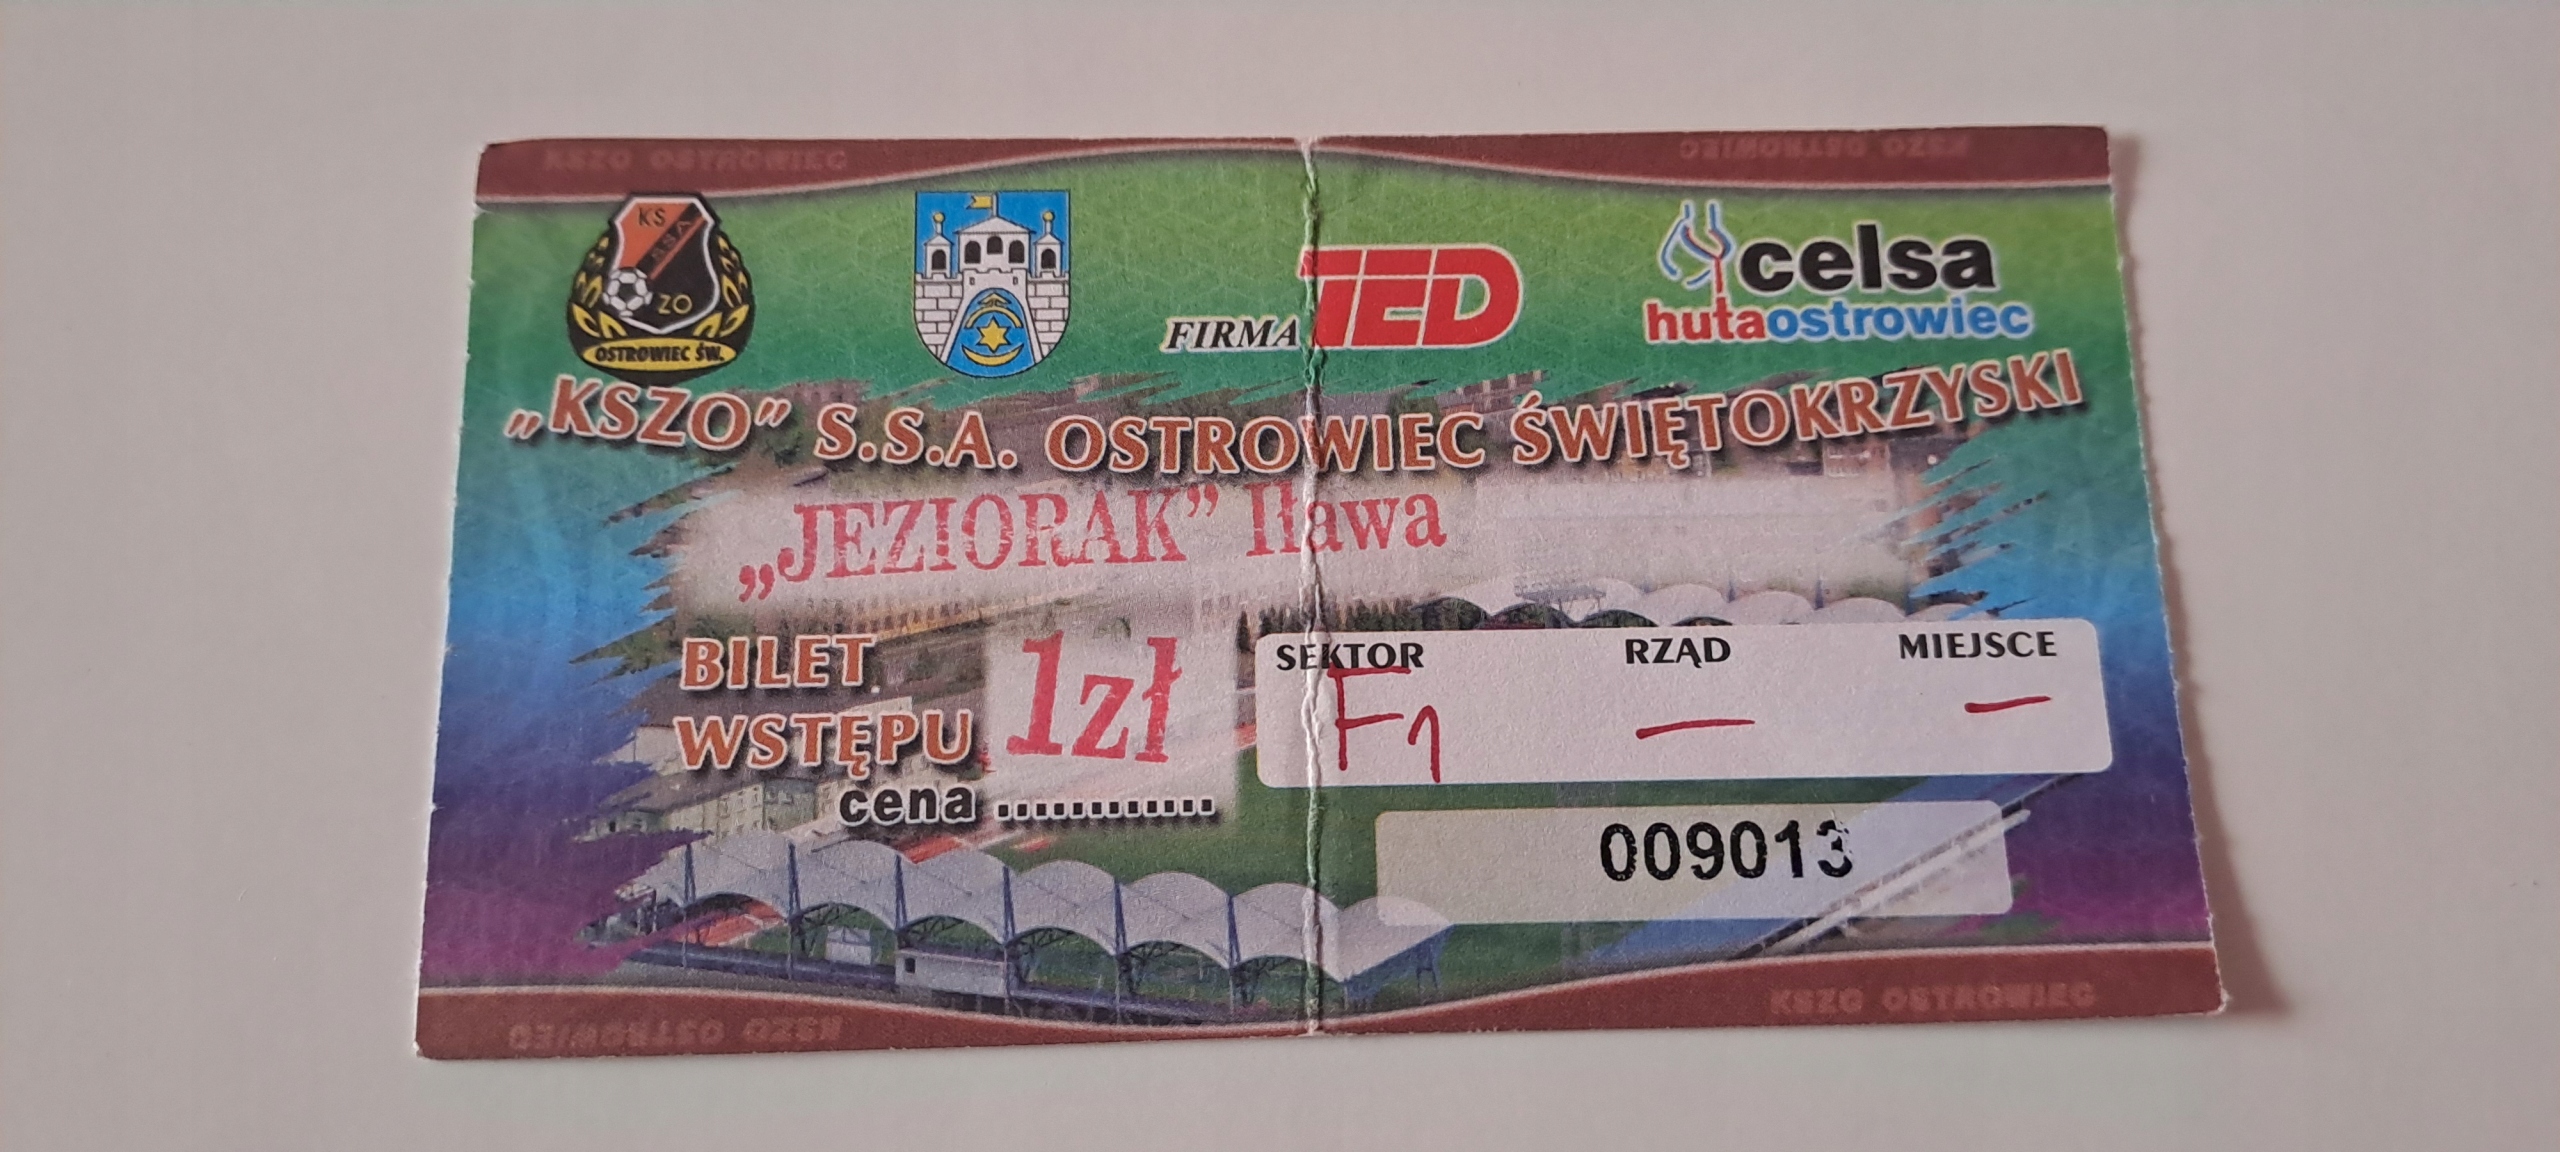 KSZO OSTROWIEC
KSZO OSTROWIEC
KS
SSA
ZO
OSTROWIEC ŚW.
FIRMA TED
celsa
hutaostrowiec
„KSZO” S.S.A. OSTROWIEC ŚWIĘTOKRZYSKI
„JEZIORAK” Iława
BILET
WSTĘPU
1zł
cena ............
SEKTOR RZĄD MIEJSCE
F1 — —
009013
KSZO OSTROWIEC
KSZO OSTROWIEC